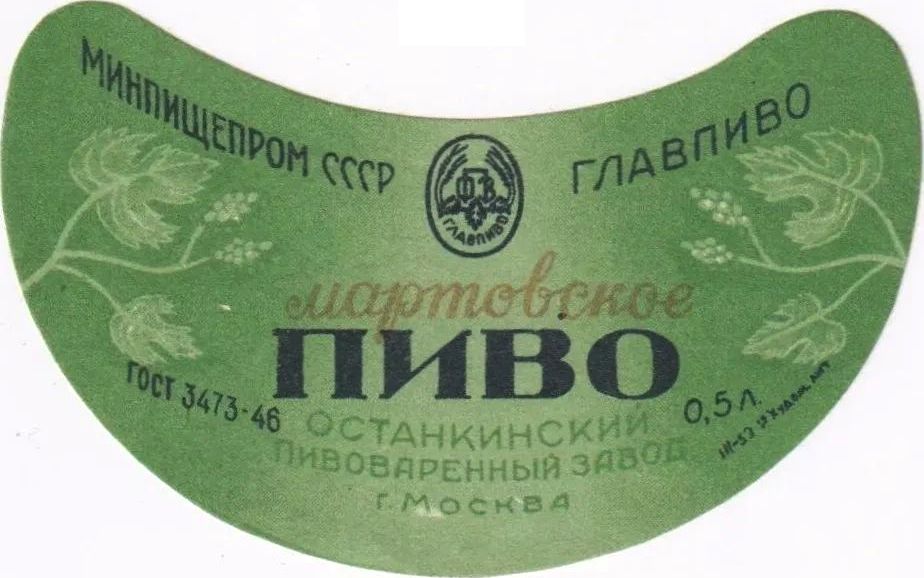 МИНПИЩЕПРОМ СССР
ГЛАВПИВО
ГЛАВПИВО
мартовское
ПИВО
ГОСТ 3473-46
0,5 л.
ОСТАНКИНСКИЙ
ПИВОВАРЕННЫЙ ЗАВОД
Г. МОСКВА